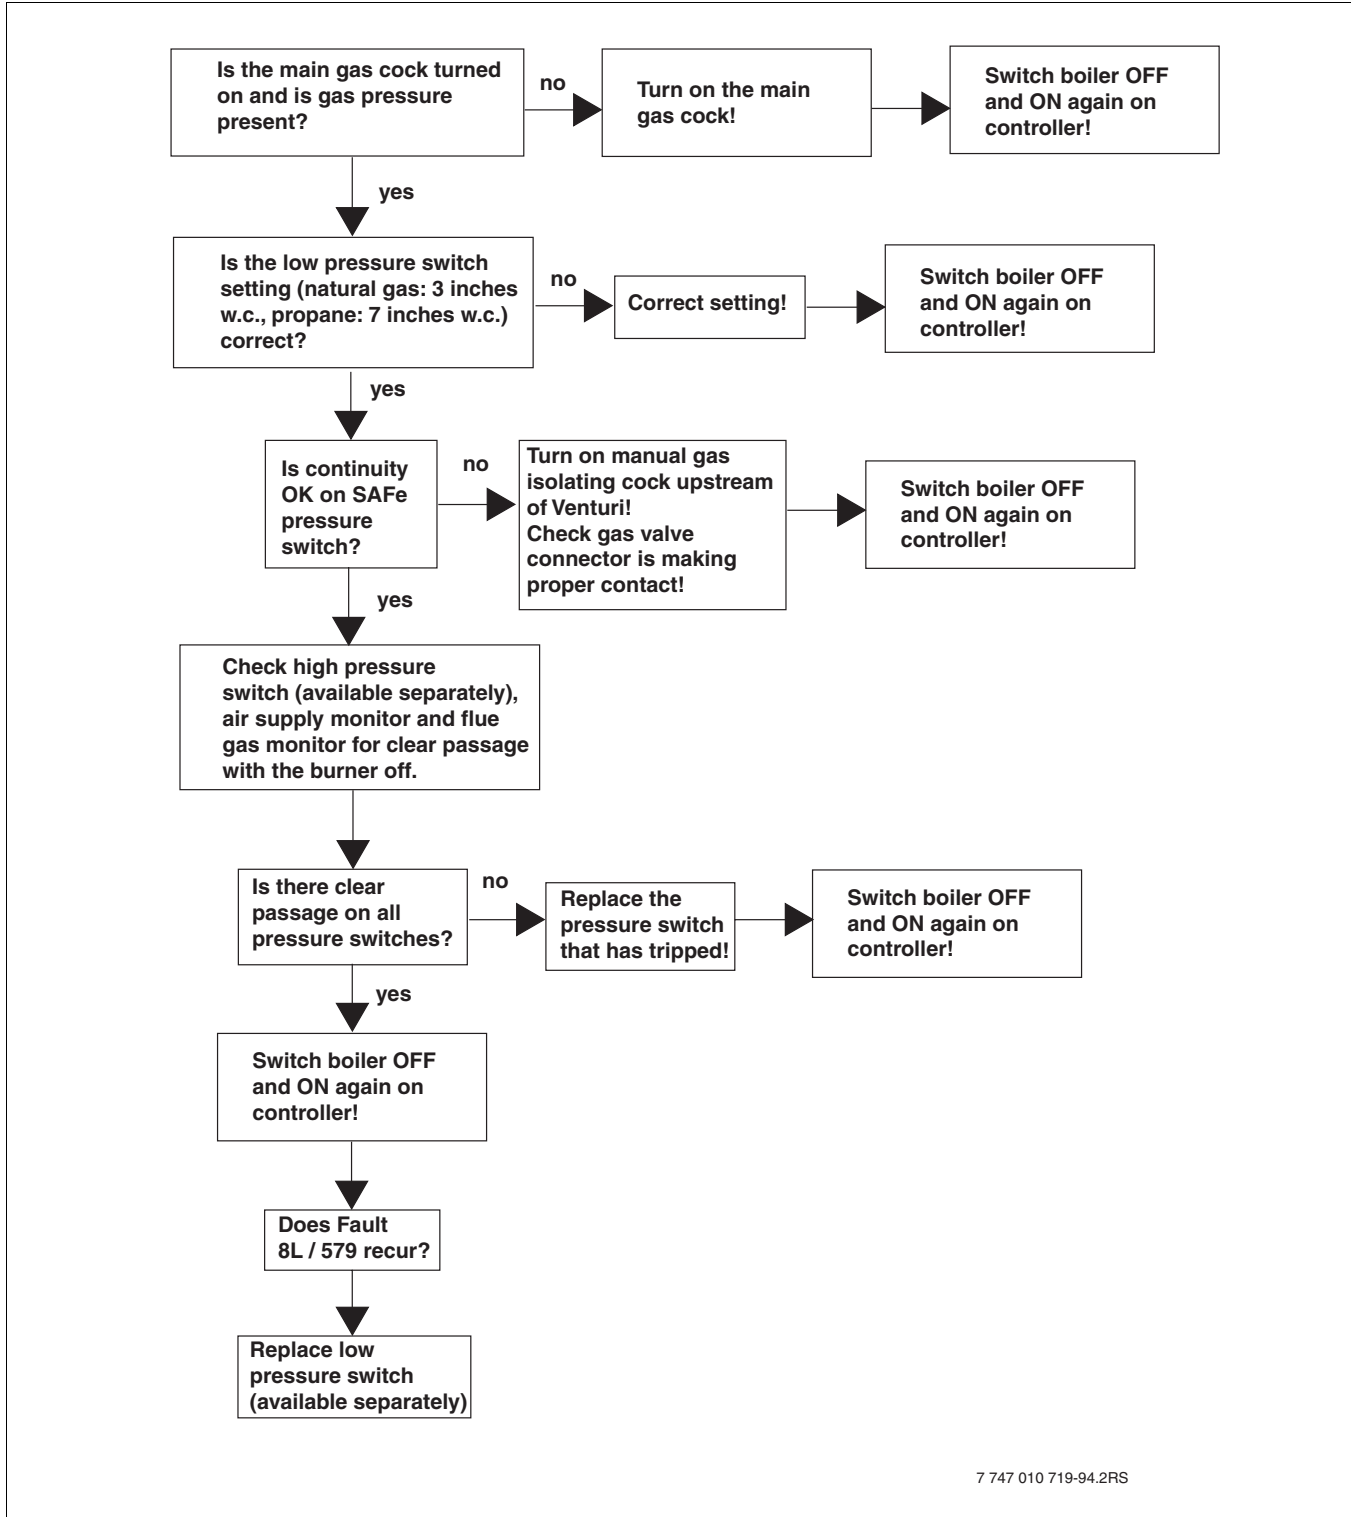 Is the main gas cock turned
on and is gas pressure
present?
no
Turn on the main
gas cock!
Switch boiler OFF
and ON again on
controller!
yes
Is the low pressure switch
setting (natural gas: 3 inches
w.c., propane: 7 inches w.c.)
correct?
no
Correct setting!
Switch boiler OFF
and ON again on
controller!
yes
Is continuity
OK on SAFe
pressure
switch?
no
Turn on manual gas
isolating cock upstream
of Venturi!
Check gas valve
connector is making
proper contact!
Switch boiler OFF
and ON again on
controller!
yes
Check high pressure
switch (available separately),
air supply monitor and flue
gas monitor for clear passage
with the burner off.
Is there clear
passage on all
pressure switches?
no
Replace the
pressure switch
that has tripped!
Switch boiler OFF
and ON again on
controller!
yes
Switch boiler OFF
and ON again on
controller!
Does Fault
8L / 579 recur?
Replace low
pressure switch
(available separately)
7 747 010 719-94.2RS